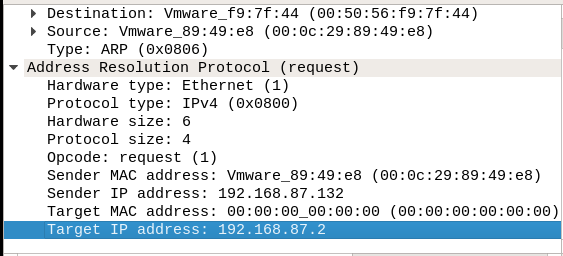 Destination: Vmware_f9:7f:44 (00:50:56:f9:7f:44)
Source: Vmware_89:49:e8 (00:0c:29:89:49:e8)
Type: ARP (0x0806)
Address Resolution Protocol (request)
Hardware type: Ethernet (1)
Protocol type: IPv4 (0x0800)
Hardware size: 6
Protocol size: 4
Opcode: request (1)
Sender MAC address: Vmware_89:49:e8 (00:0c:29:89:49:e8)
Sender IP address: 192.168.87.132
Target MAC address: 00:00:00_00:00:00 (00:00:00:00:00:00)
Target IP address: 192.168.87.2